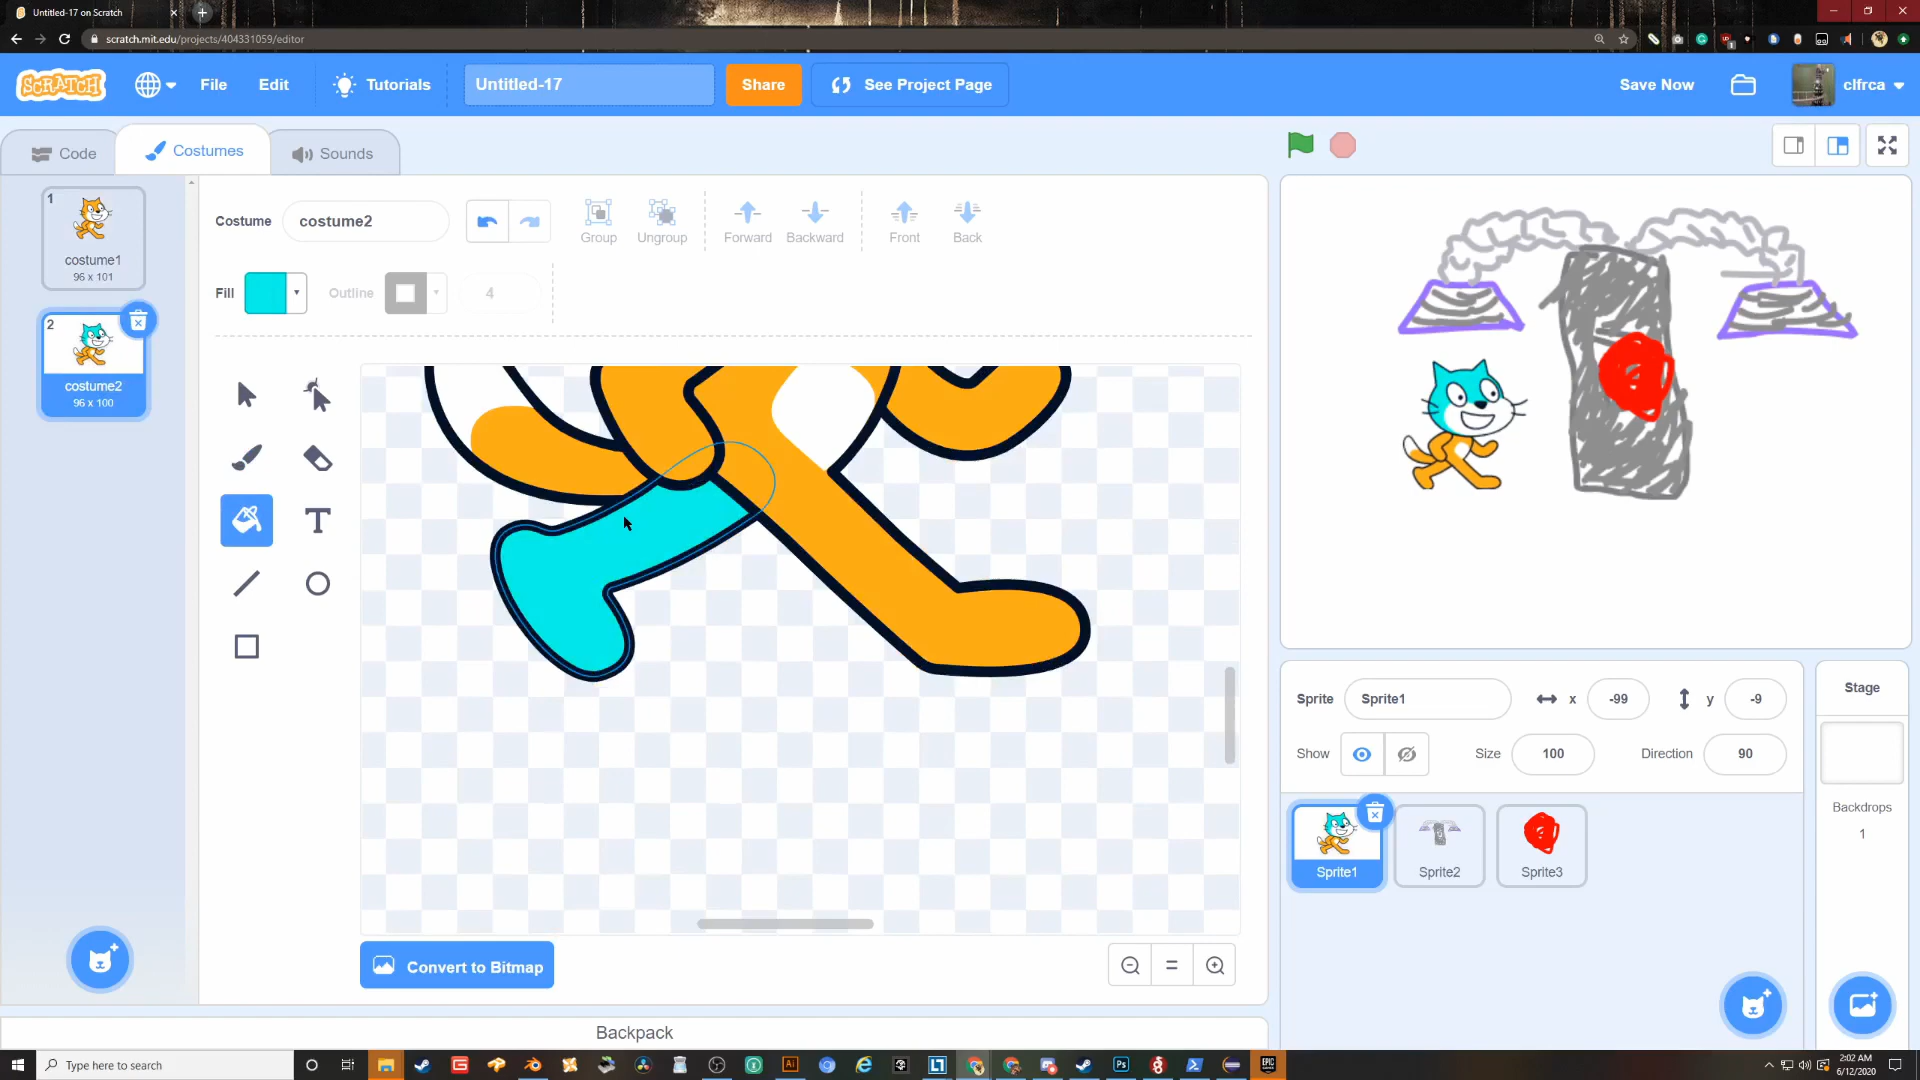 Untitled-17 on Scratch
scratch.mit.edu/projects/404331059/editor
SCRATCH
File
Edit
Tutorials
Untitled-17
Share
See Project Page
Save Now
clfrca
Code
Costumes
Sounds
1
costume1
96 x 101
2
costume2
96 x 100
Costume
costume2
Group
Ungroup
Forward
Backward
Front
Back
Fill
Outline
4
T
Convert to Bitmap
Backpack
Sprite
Sprite1
x
-99
y
-9
Show
Size
100
Direction
90
Sprite1
Sprite2
Sprite3
Stage
Backdrops
1
Type here to search
2:02 AM
6/12/2020